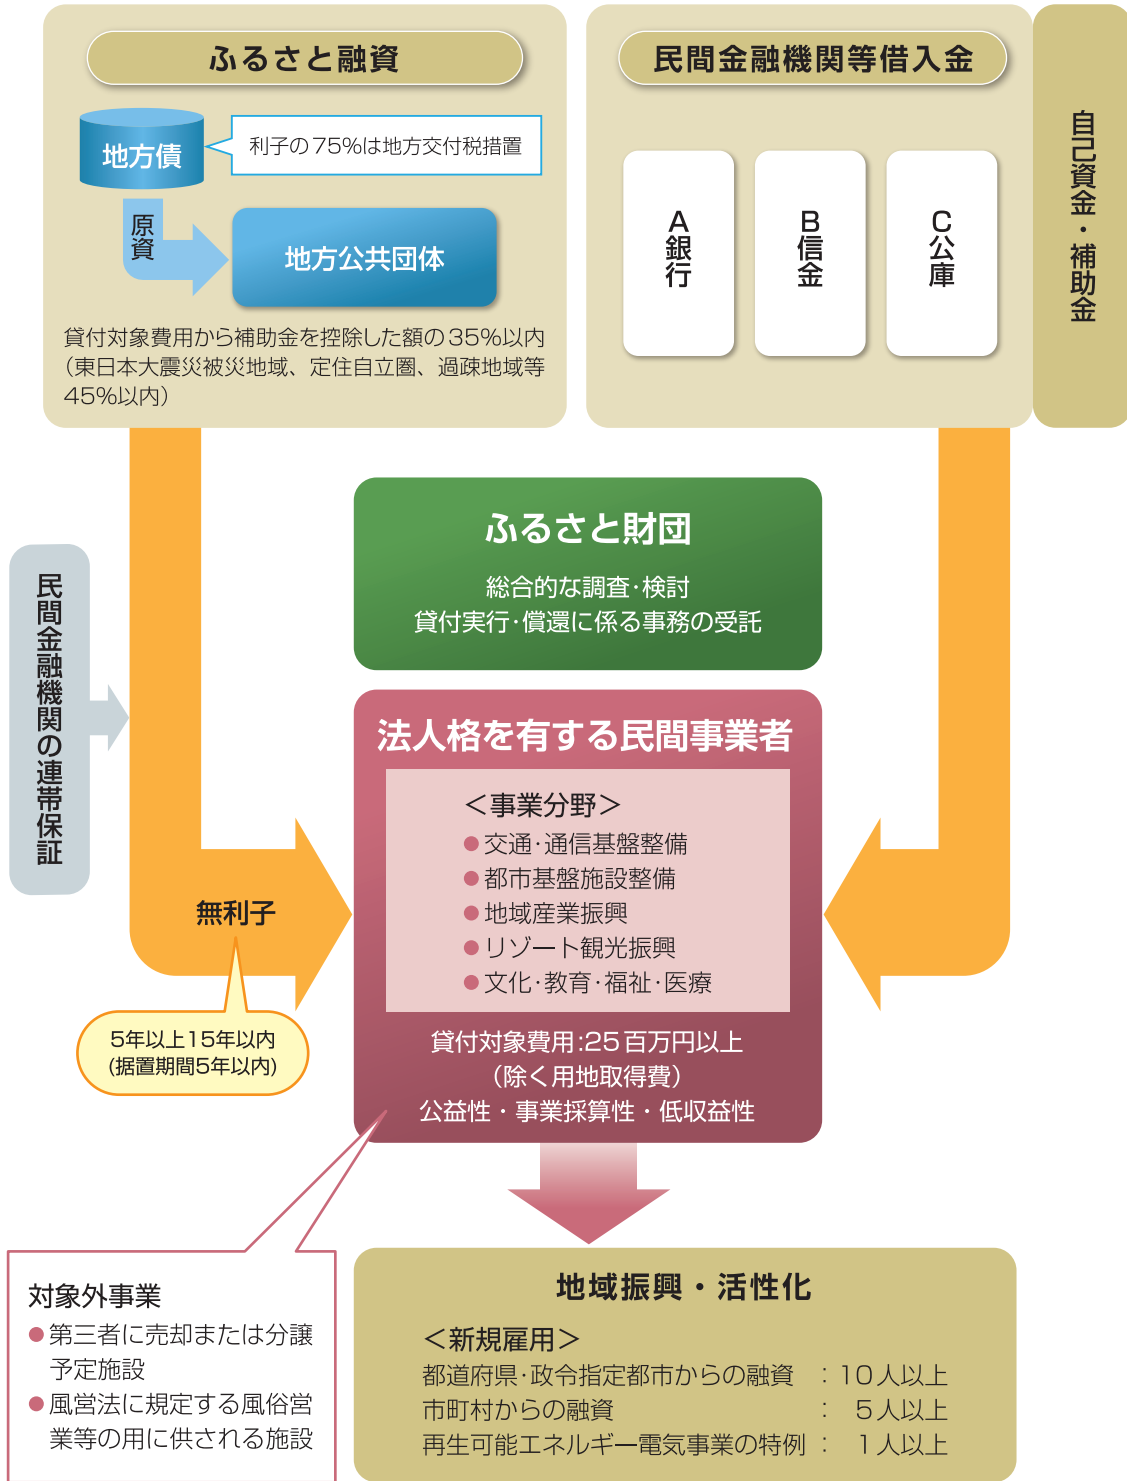 ふるさと融資
地方債
利子の75%は地方交付税措置
原資
地方公共団体
貸付対象費用から補助金を控除した額の35%以内
（東日本大震災被災地域、定住自立圏、過疎地域等
45%以内）
民間金融機関等借入金
A銀行
B信金
C公庫
自己資金・補助金
ふるさと財団
総合的な調査･検討
貸付実行･償還に係る事務の受託
民間金融機関の連帯保証
法人格を有する民間事業者
＜事業分野＞
●交通･通信基盤整備
●都市基盤施設整備
●地域産業振興
●リゾート観光振興
●文化･教育･福祉･医療
貸付対象費用:25百万円以上
（除く用地取得費）
公益性・事業採算性・低収益性
無利子
5年以上15年以内
(据置期間5年以内)
対象外事業
●第三者に売却または分譲
予定施設
●風営法に規定する風俗営
業等の用に供される施設
地域振興・活性化
＜新規雇用＞
都道府県･政令指定都市からの融資 : 10人以上
市町村からの融資 : 5人以上
再生可能エネルギー電気事業の特例 : 1人以上